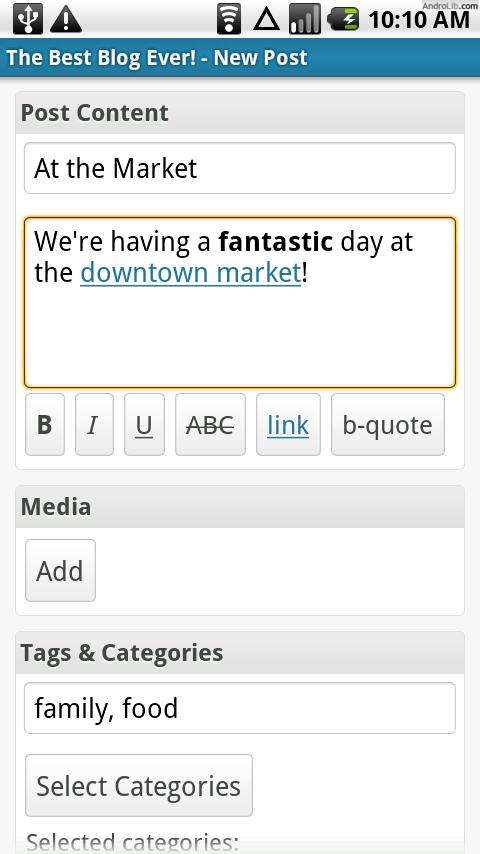 AndroLib.com
10:10 AM
The Best Blog Ever! - New Post
Post Content
At the Market
We're having a fantastic day at
the downtown market!
B I U ABC link b-quote
Media
Add
Tags & Categories
family, food
Select Categories
Selected categories: